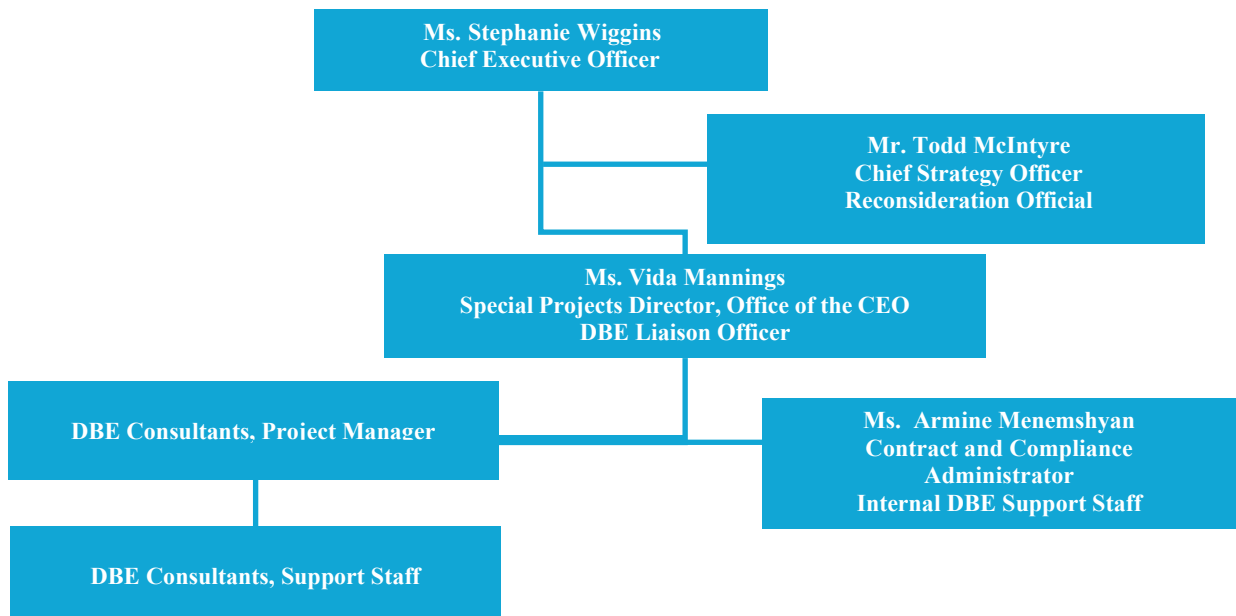 Ms. Stephanie Wiggins
Chief Executive Officer
Mr. Todd McIntyre
Chief Strategy Officer
Reconsideration Official
Ms. Vida Mannings
Special Projects Director, Office of the CEO
DBE Liaison Officer
DBE Consultants, Project Manager
Ms. Armine Menemshyan
Contract and Compliance
Administrator
Internal DBE Support Staff
DBE Consultants, Support Staff